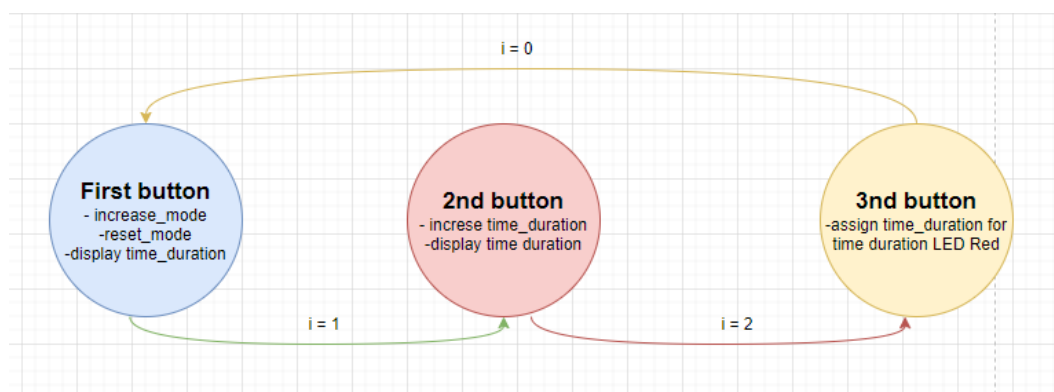 i = 0
First button
- increase_mode
-reset_mode
-display time_duration
2nd button
- increse time_duration
-display time duration
3nd button
-assign time_duration for
time duration LED Red
i = 1
i = 2